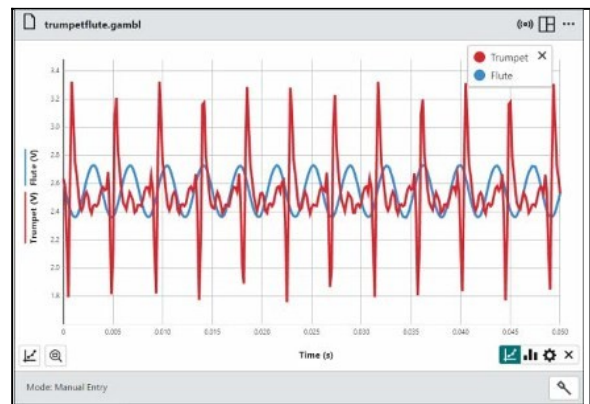 trumpetflute.gambl
Trumpet
Flute
Trumpet (V) Flute (V)
3.4
3.2
3.0
2.8
2.6
2.4
2.2
2.0
1.8
0 0.005 0.010 0.015 0.020 0.025 0.030 0.035 0.040 0.045 0.050
Time (s)
Mode: Manual Entry